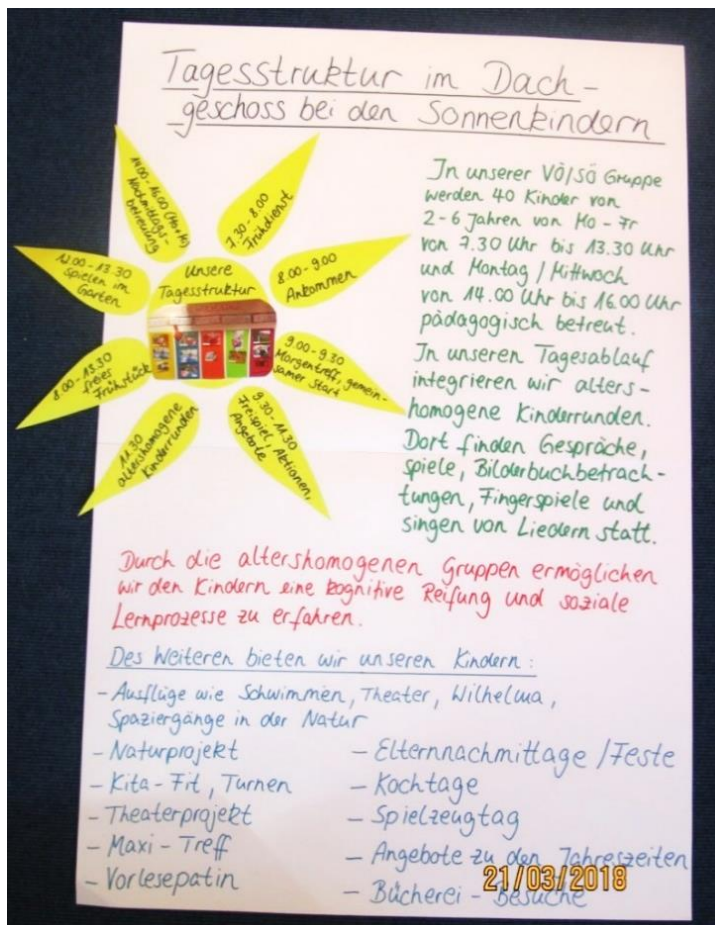 Tagesstruktur im Dach-
geschoss bei den Sonnenkindern
Unsere
Tagesstruktur
7.30 - 8.00
Frühdienst
8.00 - 9.00
Ankommen
9.00 - 9.30
Morgentreff, gemein-
samer Start
9.30 - 11.30
Freispiel, Aktionen,
Angebote
11.30
altershomogene
Kinderrunden
8.00 - 13.30
freies
Frühstück
12.00 - 13.30
spielen im
Garten
14.00 - 16.00 (Mo+Mi)
Nachmittags-
betreuung
In unserer VÖ/SÖ Gruppe
werden 40 Kinder von
2-6 Jahren von Mo - Fr
von 7.30 Uhr bis 13.30 Uhr
und Montag / Mittwoch
von 14.00 Uhr bis 16.00 Uhr
pädagogisch betreut.
In unseren Tagesablauf
integrieren wir alters-
homogene Kinderrunden.
Dort finden Gespräche,
spiele, Bilderbuchbetrach-
tungen, Fingerspiele und
singen von Liedern statt.
Durch die altershomogenen Gruppen ermöglichen
wir den Kindern eine kognitive Reifung und soziale
Lernprozesse zu erfahren.
Des Weiteren bieten wir unseren Kindern:
- Ausflüge wie Schwimmen, Theater, Wilhelma,
Spaziergänge in der Natur
- Naturprojekt
- Kita-Fit, Turnen
- Theaterprojekt
- Maxi-Treff
- Vorlesepatin
- Elternnachmittage / Feste
- Kochtage
- Spielzeugtag
- Angebote zu den Jahreszeiten
- Bücherei - Besuche
21/03/2018